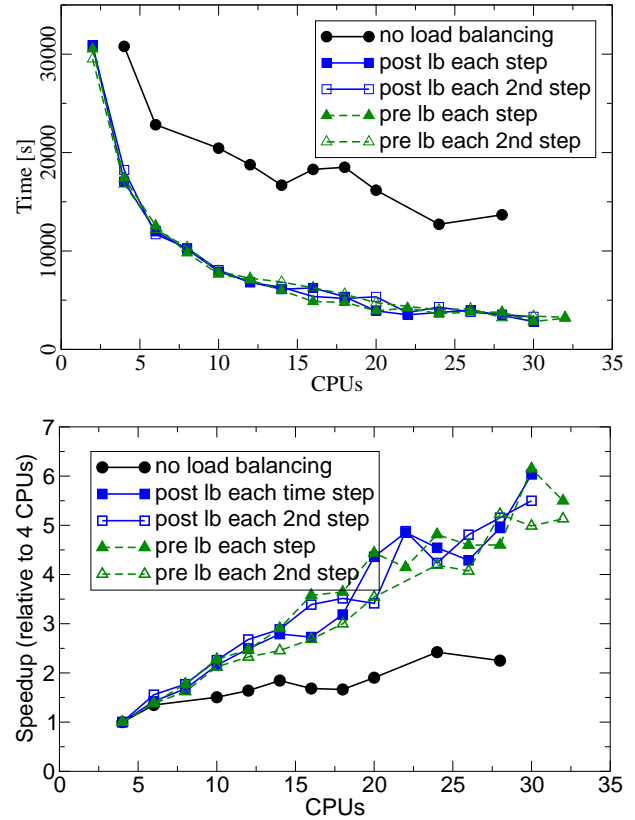 no load balancing
post lb each step
post lb each 2nd step
pre lb each step
pre lb each 2nd step
Time [s]
0
10000
20000
30000
0 5 10 15 20 25 30 35
CPUs
no load balancing
post lb each time step
post lb each 2nd step
pre lb each step
pre lb each 2nd step
Speedup (relative to 4 CPUs)
7
6
5
4
3
2
1
0
0 5 10 15 20 25 30 35
CPUs